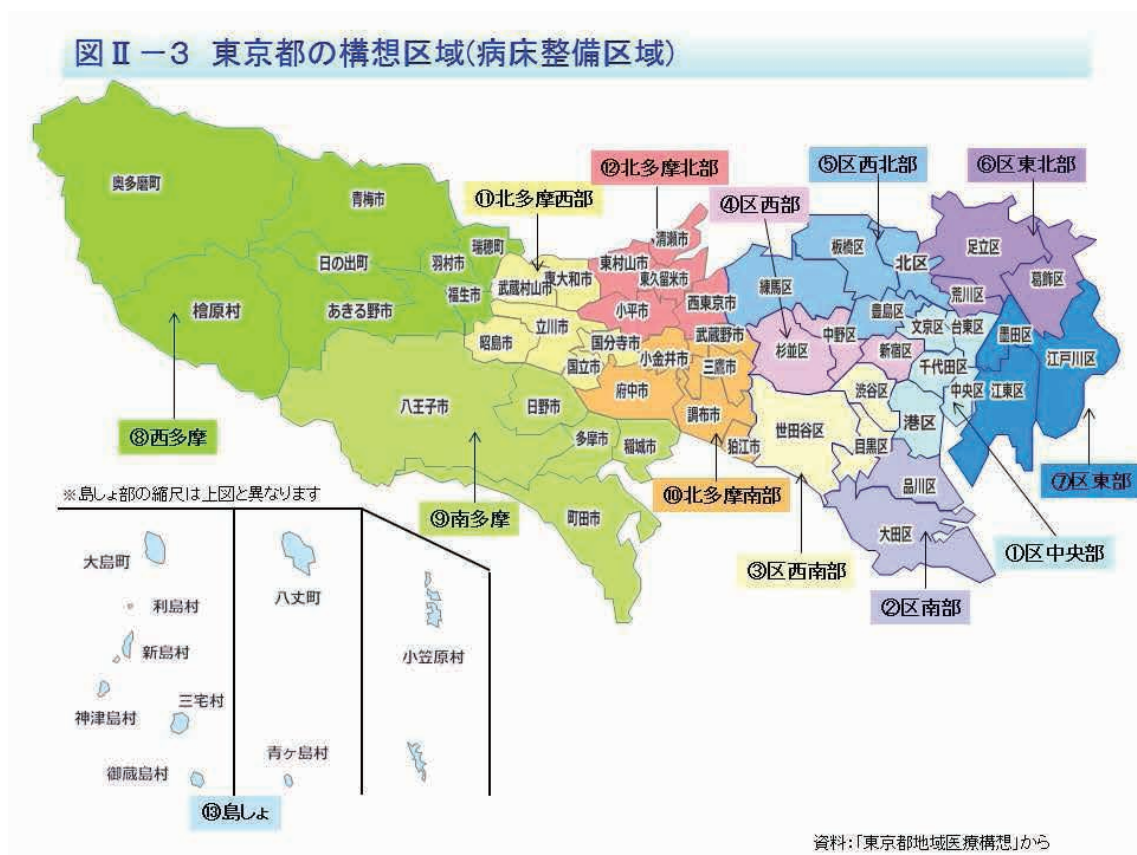 図Ⅱ－3 東京都の構想区域(病床整備区域)
⑫北多摩北部
⑤区西北部
⑥区東北部
⑪北多摩西部
④区西部
奥多磨町
青梅市
瑞穂町
清瀬市
板橋区
北区
足立区
日の出町
羽村市
東村山市
東久留米市
葛飾区
檜原村
あきる野市
福生市
武蔵村山市
東大和市
小平市
西東京市
練馬区
豊島区
荒川区
文京区
台東区
昭島市
立川市
国分寺市
武蔵野市
杉並区
中野区
新宿区
墨田区
江戸川区
国立市
小金井市
三鷹市
千代田区
中央区
江東区
八王子市
日野市
府中市
調布市
渋谷区
港区
世田谷区
目黒区
多摩市
稲城市
狛江市
品川区
町田市
大田区
⑧西多摩
⑨南多摩
⑩北多摩南部
⑦区東部
①区中央部
③区西南部
②区南部
※島しょ部の縮尺は上図と異なります
大島町
利島村
新島村
神津島村
三宅村
御蔵島村
八丈町
青ヶ島村
小笠原村
⑬島しょ
資料:「東京都地域医療構想」から